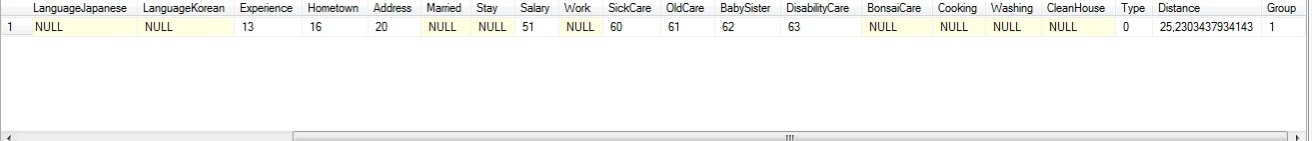 LanguageJapanese LanguageKorean Experience Hometown Address Married Stay Salary Work SickCare OldCare BabySister DisabilityCare BonsaiCare Cooking Washing CleanHouse Type Distance Group
1 NULL NULL 13 16 20 NULL NULL 51 NULL 60 61 62 63 NULL NULL NULL NULL 0 25,2303437934143 1